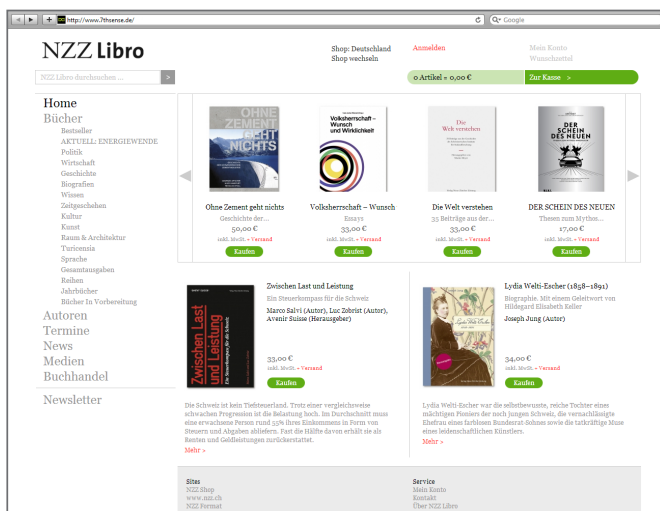 http://www.7thsense.de/
Google
NZZ Libro
Shop: Deutschland
Shop wechseln
Anmelden
Mein Konto
Wunschzettel
NZZ Libro durchsuchen ...
>
0 Artikel = 0,00 €
Zur Kasse >
Home
Bücher
Bestseller
AKTUELL: ENERGIEWENDE
Politik
Wirtschaft
Geschichte
Biografien
Wissen
Zeitgeschehen
Kultur
Kunst
Raum & Architektur
Turicensia
Sprache
Gesamtausgaben
Reihen
Jahrbücher
Bücher In Vorbereitung
Autoren
Termine
News
Medien
Buchhandel
Newsletter
OHNE
ZEMENT
GEHT
NICHTS
Ohne Zement geht nichts
Geschichte der...
50,00 €
inkl. MwSt. + Versand
Kaufen
Volksherrschaft –
Wunsch
und Wirklichkeit
Volksherrschaft – Wunsch
Essays
33,00 €
inkl. MwSt. + Versand
Kaufen
Die
Welt verstehen
Die Welt verstehen
35 Beiträge aus der...
33,00 €
inkl. MwSt. + Versand
Kaufen
DER
SCHEIN
DES NEUEN
DER SCHEIN DES NEUEN
Thesen zum Mythos...
17,00 €
inkl. MwSt. + Versand
Kaufen
Zwischen Last
und Leistung
Ein Steuerkompass für die Schweiz
Zwischen Last und Leistung
Ein Steuerkompass für die Schweiz
Marco Salvi (Autor), Luc Zobrist (Autor),
Avenir Suisse (Herausgeber)
33,00 €
inkl. MwSt. + Versand
Kaufen
Die Schweiz ist kein Tiefsteuerland. Trotz einer vergleichsweise
schwachen Progression ist die Belastung hoch. Im Durchschnitt muss
eine erwachsene Person rund 55% ihres Einkommens in Form von
Steuern und Abgaben abliefern. Fast die Hälfte davon erhält sie als
Renten und Geldleistungen zurückerstattet.
Mehr >
Lydia Welti-Escher
Lydia Welti-Escher (1858–1891)
Biographie. Mit einem Geleitwort von
Hildegard Elisabeth Keller
Joseph Jung (Autor)
34,00 €
inkl. MwSt. + Versand
Kaufen
Lydia Welti-Escher war die selbstbewusste, reiche Tochter eines
mächtigen Pioniers der noch jungen Schweiz, die vernachlässigte
Ehefrau eines farblosen Bundesrat-Sohnes sowie die tatkräftige Muse
eines leidenschaftlichen Künstlers.
Mehr >
Sites
NZZ Shop
www.nzz.ch
NZZ Format
Service
Mein Konto
Kontakt
Über NZZ Libro